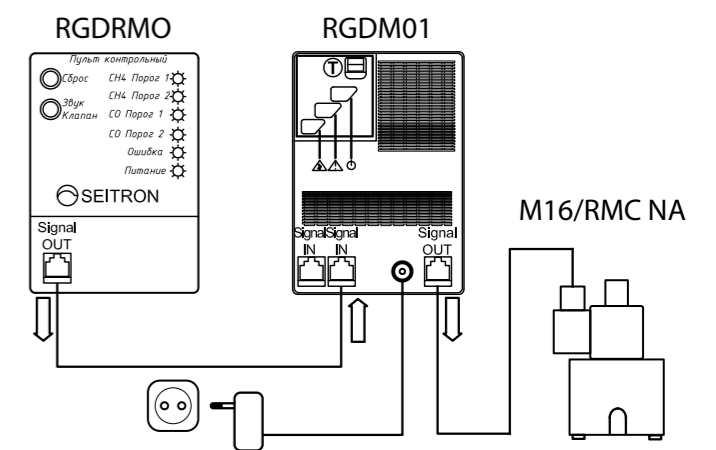 RGDRMO
Пульт контрольный
Сброс
CH4 Порог 1
CH4 Порог 2
Звук
Клапан
CO Порог 1
CO Порог 2
Ошибка
Питание
SEITRON
Signal
OUT
RGDM01
T
Signal
IN
Signal
IN
Signal
OUT
M16/RMC NA